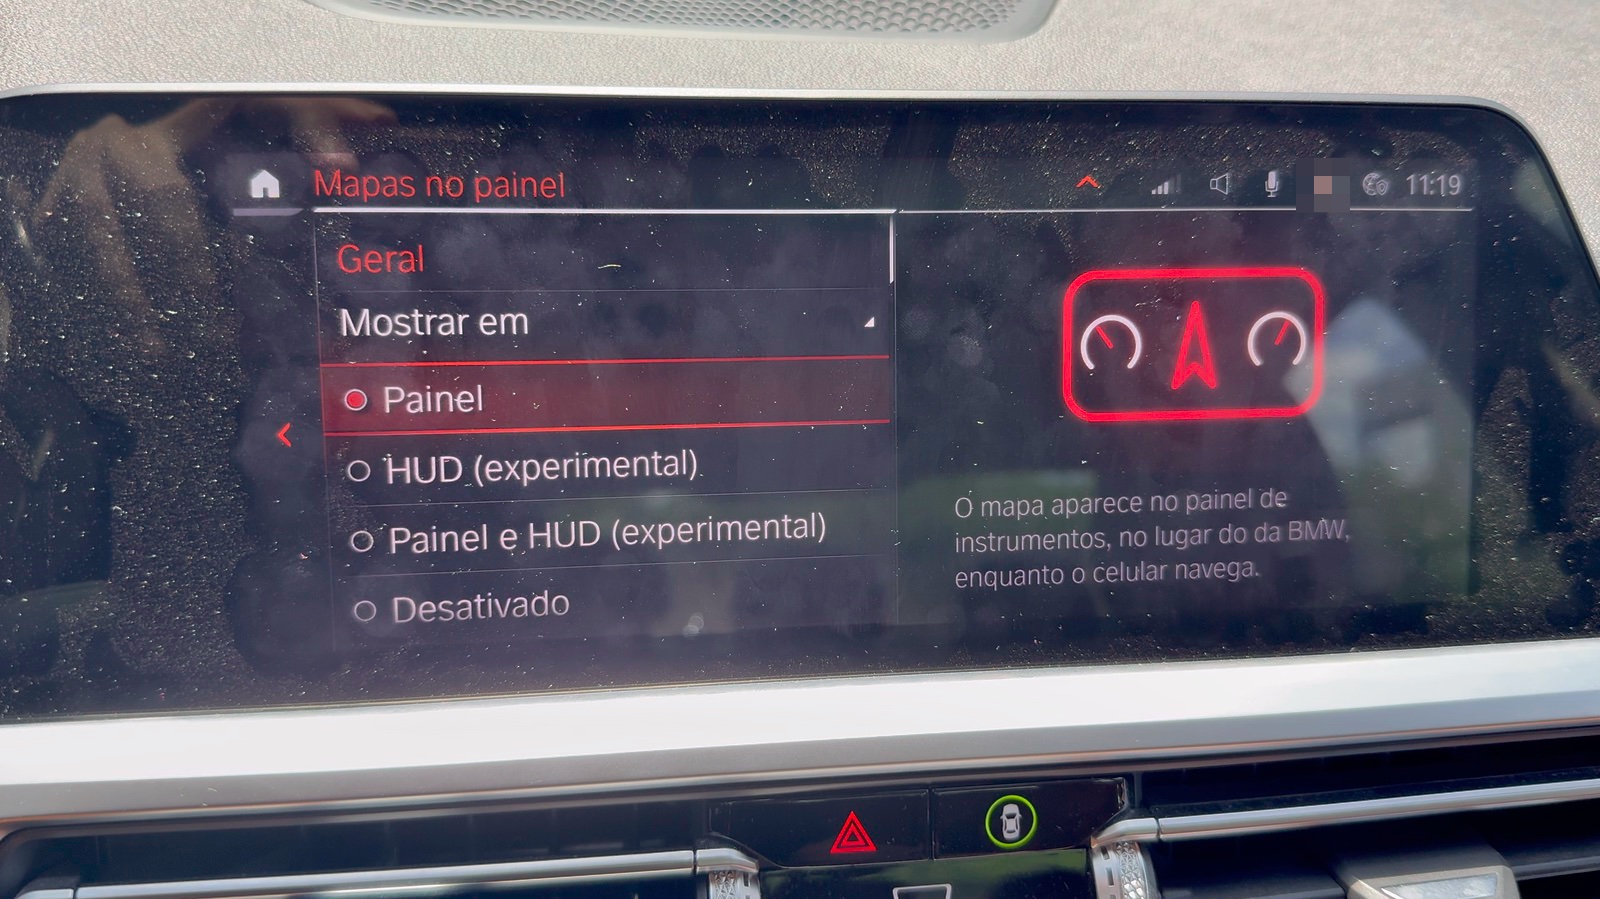 Mapas no painel
11:19
Geral
Mostrar em
Painel
HUD (experimental)
Painel e HUD (experimental)
Desativado
O mapa aparece no painel de
instrumentos, no lugar do da BMW,
enquanto o celular navega.